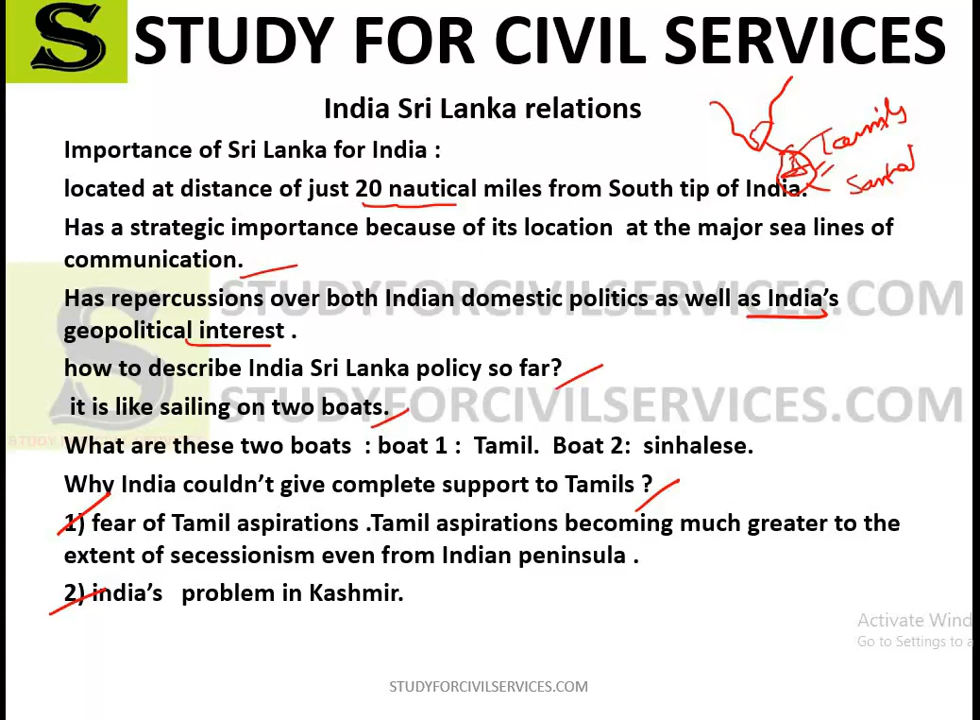 S STUDY FOR CIVIL SERVICES
India Sri Lanka relations
Importance of Sri Lanka for India :
Tamils
located at distance of just 20 nautical miles from South tip of India.
Has a strategic importance because of its location at the major sea lines of
communication.
Has repercussions over both Indian domestic politics as well as India's
geopolitical interest .
how to describe India Sri Lanka policy so far?
it is like sailing on two boats.
What are these two boats : boat 1 : Tamil. Boat 2: sinhalese.
Why India couldn't give complete support to Tamils ?
1) fear of Tamil aspirations .Tamil aspirations becoming much greater to the
extent of secessionism even from Indian peninsula .
2) india's problem in Kashmir.
STUDYFORCIVILSERVICES.COM
STUDYFORCIVILSERVICES.COM
Activate Wind
Go to Settings to a
STUDYFORCIVILSERVICES.COM